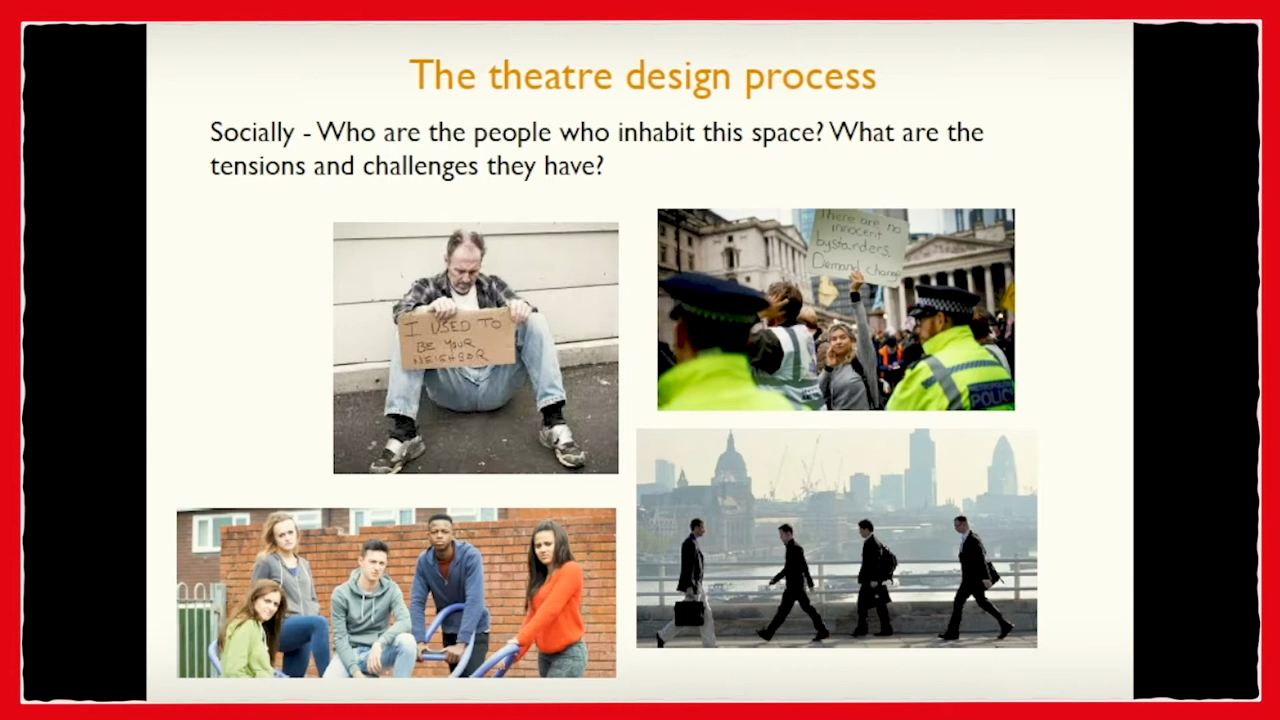 The theatre design process
Socially - Who are the people who inhabit this space? What are the
tensions and challenges they have?
I USED TO
BE YOUR
NEIGHBOR
There are no
innocent
bystanders.
Demand change
POLICE